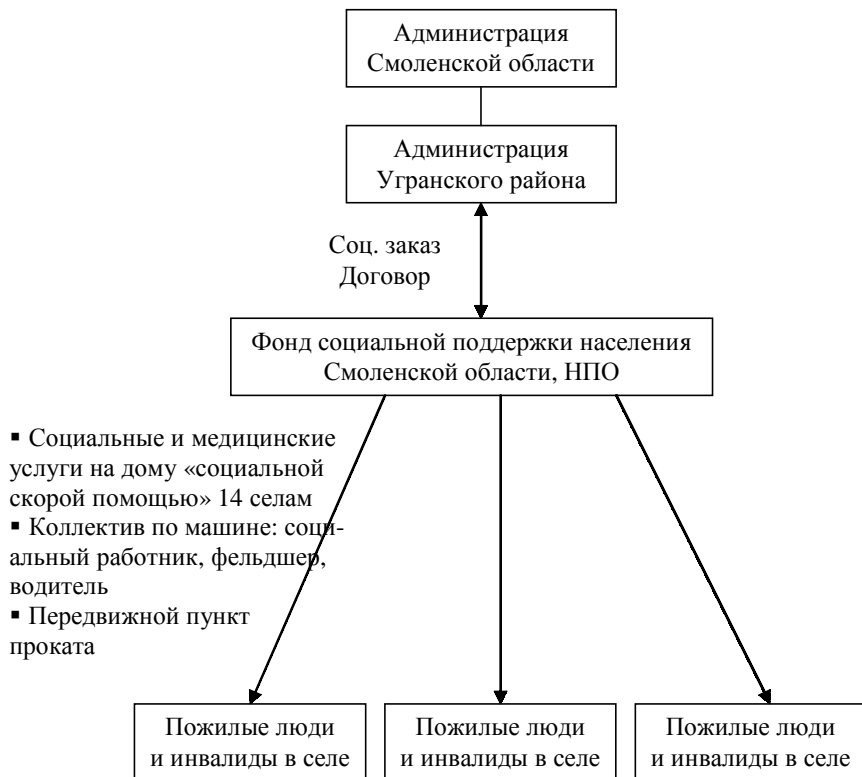 Администрация
Смоленской области
Администрация
Угранского района
Соц. заказ
Договор
Фонд социальной поддержки населения
Смоленской области, НПО
▪ Социальные и медицинские
услуги на дому «социальной
скорой помощью» 14 селам
▪ Коллектив по машине: соци-
альный работник, фельдшер,
водитель
▪ Передвижной пункт
проката
Пожилые люди
и инвалиды в селе
Пожилые люди
и инвалиды в селе
Пожилые люди
и инвалиды в селе